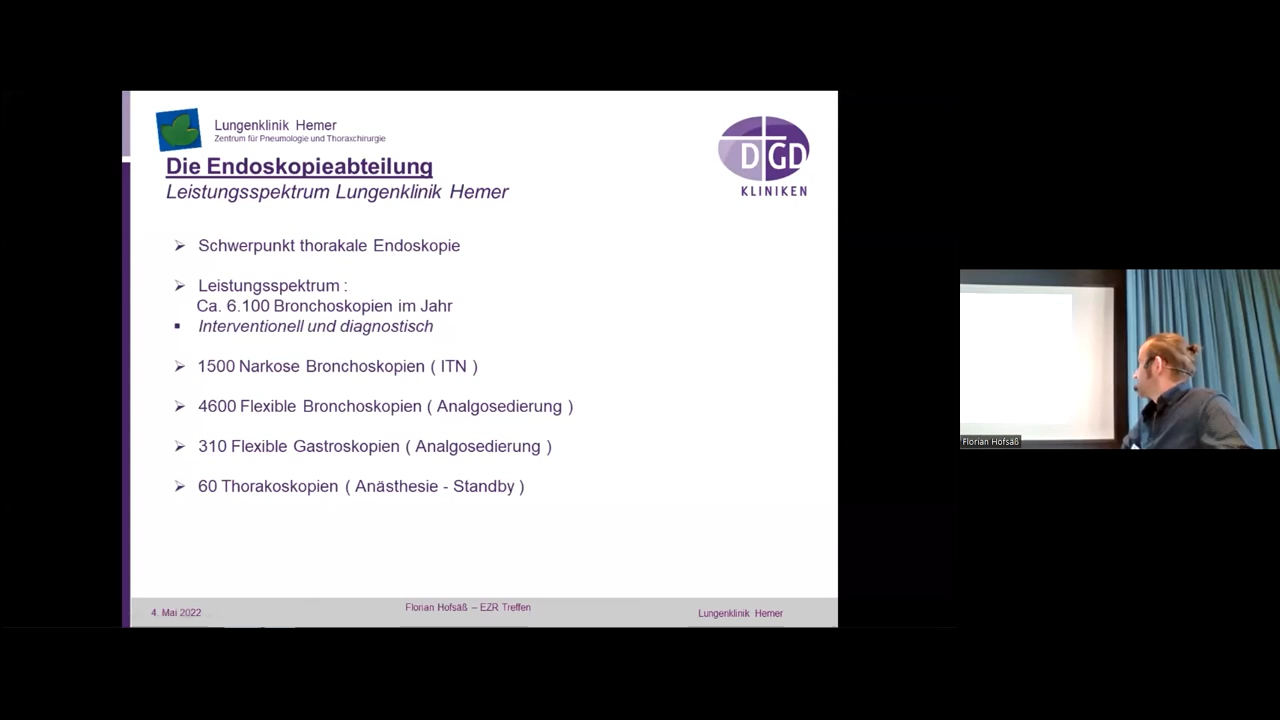 Lungenklinik Hemer
Zentrum für Pneumologie und Thoraxchirurgie
Die Endoskopieabteilung
Leistungsspektrum Lungenklinik Hemer
DGD
KLINIKEN
Schwerpunkt thorakale Endoskopie
Leistungsspektrum :
Ca. 6.100 Bronchoskopien im Jahr
Interventionell und diagnostisch
1500 Narkose Bronchoskopien ( ITN )
4600 Flexible Bronchoskopien ( Analgosedierung )
310 Flexible Gastroskopien ( Analgosedierung )
60 Thorakoskopien ( Anästhesie - Standby )
4. Mai 2022
Florian Hofsäß – EZR Treffen
Lungenklinik Hemer
Florian Hofsäß